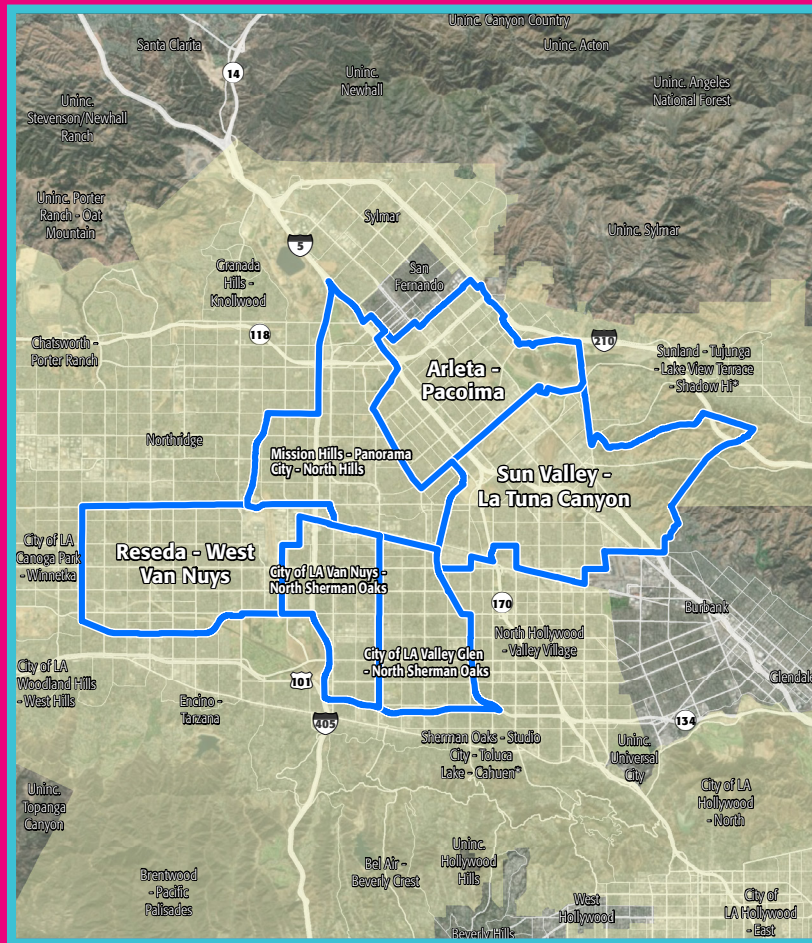 Uninc. Canyon Country
Santa Clarita
Uninc. Acton
14
Uninc.
Newhall
Uninc. Angeles
National Forest
Uninc.
Stevenson/Newhall
Ranch
Uninc. Porter
Ranch - Oat
Mountain
Sylmar
Uninc. Sylmar
5
San
Fernando
Granada
Hills -
Knollwood
118
210
Chatsworth -
Porter Ranch
Sunland - Tujunga
- Lake View Terrace
- Shadow Hi*
Arleta -
Pacoima
Northridge
Mission Hills - Panorama
City - North Hills
Sun Valley -
La Tuna Canyon
City of LA
Canoga Park
- Winnetka
Reseda - West
Van Nuys
City of LA Van Nuys -
North Sherman Oaks
170
Burbank
North Hollywood
- Valley Village
City of LA Valley Glen
- North Sherman Oaks
City of LA
Woodland Hills
- West Hills
101
Glendal
Encino -
Tarzana
405
134
Sherman Oaks - Studio
City - Toluca
Lake - Cahuen*
Uninc.
Universal
City
Uninc.
Topanga
Canyon
City of LA
Hollywood
- North
Brentwood
- Pacific
Palisades
Bel Air -
Beverly Crest
Uninc.
Hollywood
Hills
West
Hollywood
City of
LA Hollywood
- East
Beverly Hills